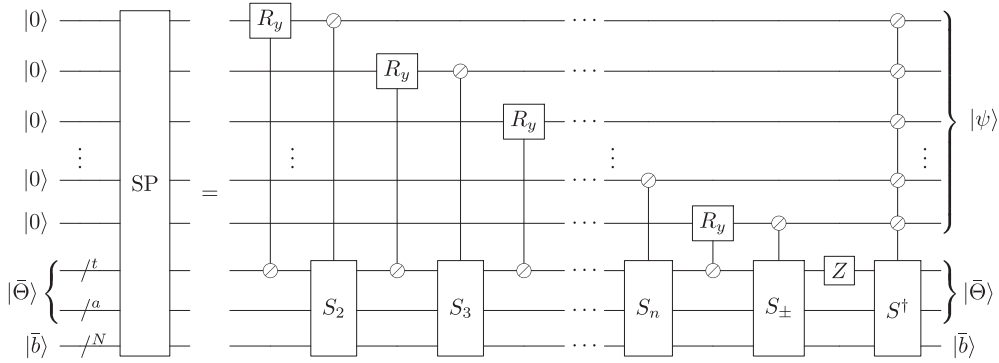 |0⟩ R_y ···
|0⟩ R_y ···
|0⟩ R_y ··· |ψ⟩
⋮ ⋮ ⋮ ⋮
|0⟩ SP = ···
|0⟩ ··· R_y
|Θ̄⟩ t ··· Z |Θ̄⟩
a S_2 S_3 ··· S_n S_± S†
|b̄⟩ N ··· |b̄⟩